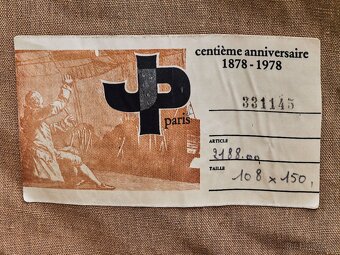 centième anniversaire
1878 - 1978
JP
paris
331145
ARTICLE
3188.00
TAILLE
108 x 150